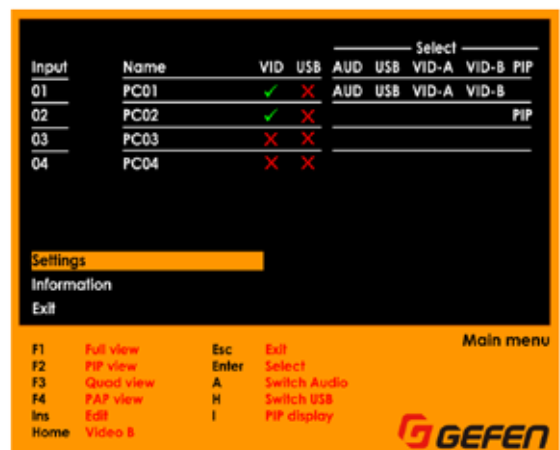 Select
Input Name VID USB AUD USB VID-A VID-B PIP
01 PC01 ✓ X AUD USB VID-A VID-B
02 PC02 ✓ X PIP
03 PC03 X X
04 PC04 X X
Settings
Information
Exit
Main menu
F1 Full view Esc Exit
F2 PIP view Enter Select
F3 Quad view A Switch Audio
F4 PAP view H Switch USB
Ins Edit I PIP display
Home Video B
GEFEN